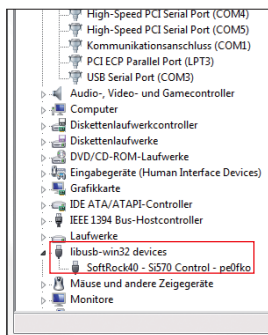 High-Speed PCI Serial Port (COM4)
High-Speed PCI Serial Port (COM5)
Kommunikationsanschluss (COM1)
PCI ECP Parallel Port (LPT3)
USB Serial Port (COM3)
Audio-, Video- und Gamecontroller
Computer
Diskettenlaufwerkcontroller
Diskettenlaufwerke
DVD/CD-ROM-Laufwerke
Eingabegeräte (Human Interface Devices)
Grafikkarte
IDE ATA/ATAPI-Controller
IEEE 1394 Bus-Hostcontroller
Laufwerke
libusb-win32 devices
SoftRock40 - Si570 Control - pe0fko
Mäuse und andere Zeigegeräte
Monitore